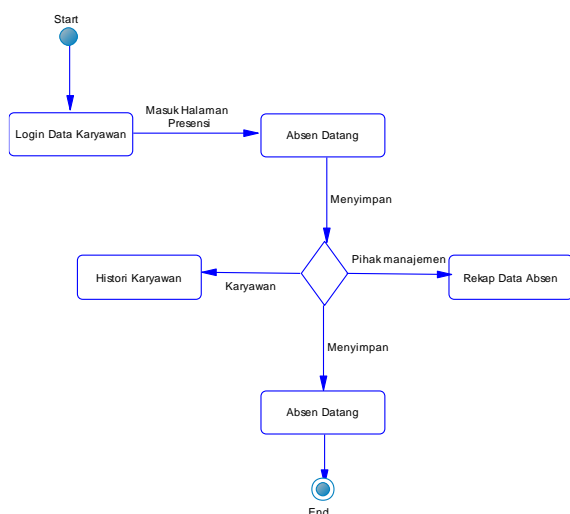 Start
Masuk Halaman
Presensi
Login Data Karyawan
Absen Datang
Menyimpan
Pihak manajemen
Histori Karyawan
Karyawan
Rekap Data Absen
Menyimpan
Absen Datang
End